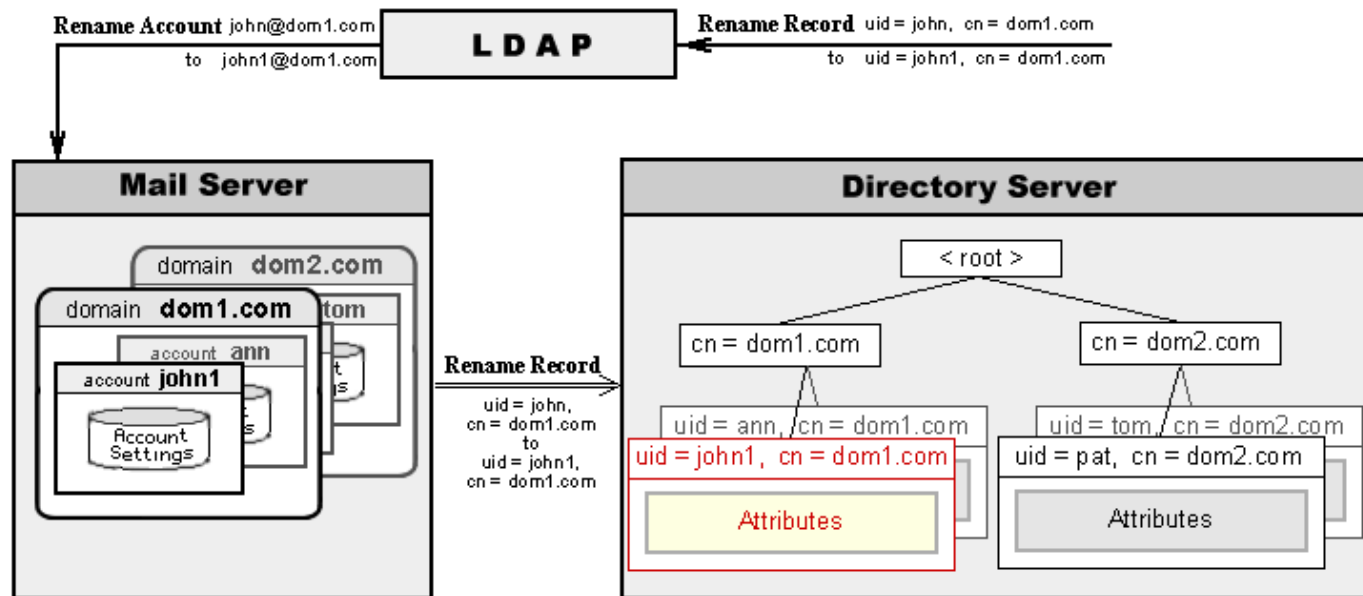 Rename Account john@dom1.com
to john1@dom1.com
LDAP
Rename Record uid = john, cn = dom1.com
to uid = john1, cn = dom1.com
Mail Server
domain dom2.com
tom
domain dom1.com
account ann
account john1
Account
Settings
Rename Record
uid = john,
cn = dom1.com
to
uid = john1,
cn = dom1.com
Directory Server
< root >
cn = dom1.com
cn = dom2.com
uid = ann, cn = dom1.com
uid = john1, cn = dom1.com
Attributes
uid = tom, cn = dom2.com
uid = pat, cn = dom2.com
Attributes